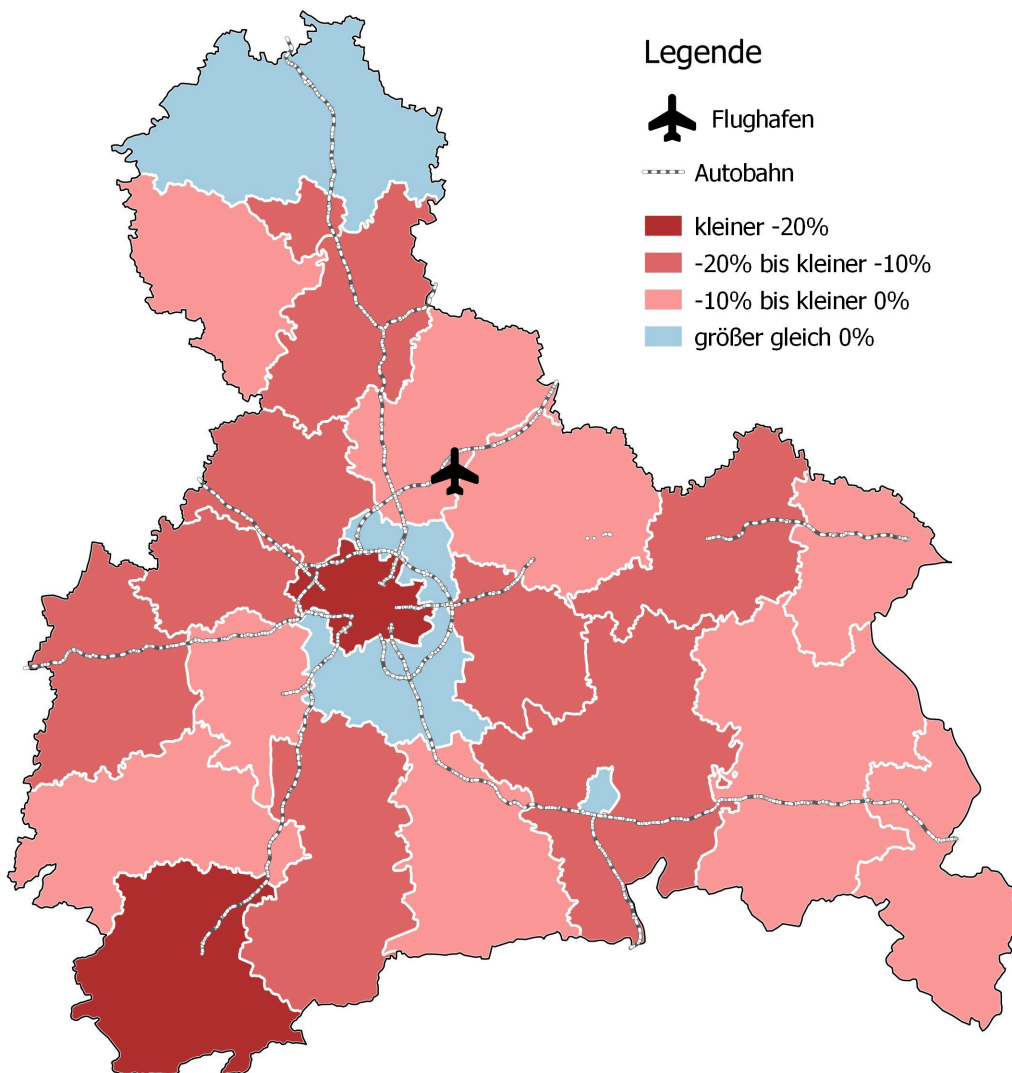 Legende
Flughafen
Autobahn
kleiner -20%
-20% bis kleiner -10%
-10% bis kleiner 0%
größer gleich 0%